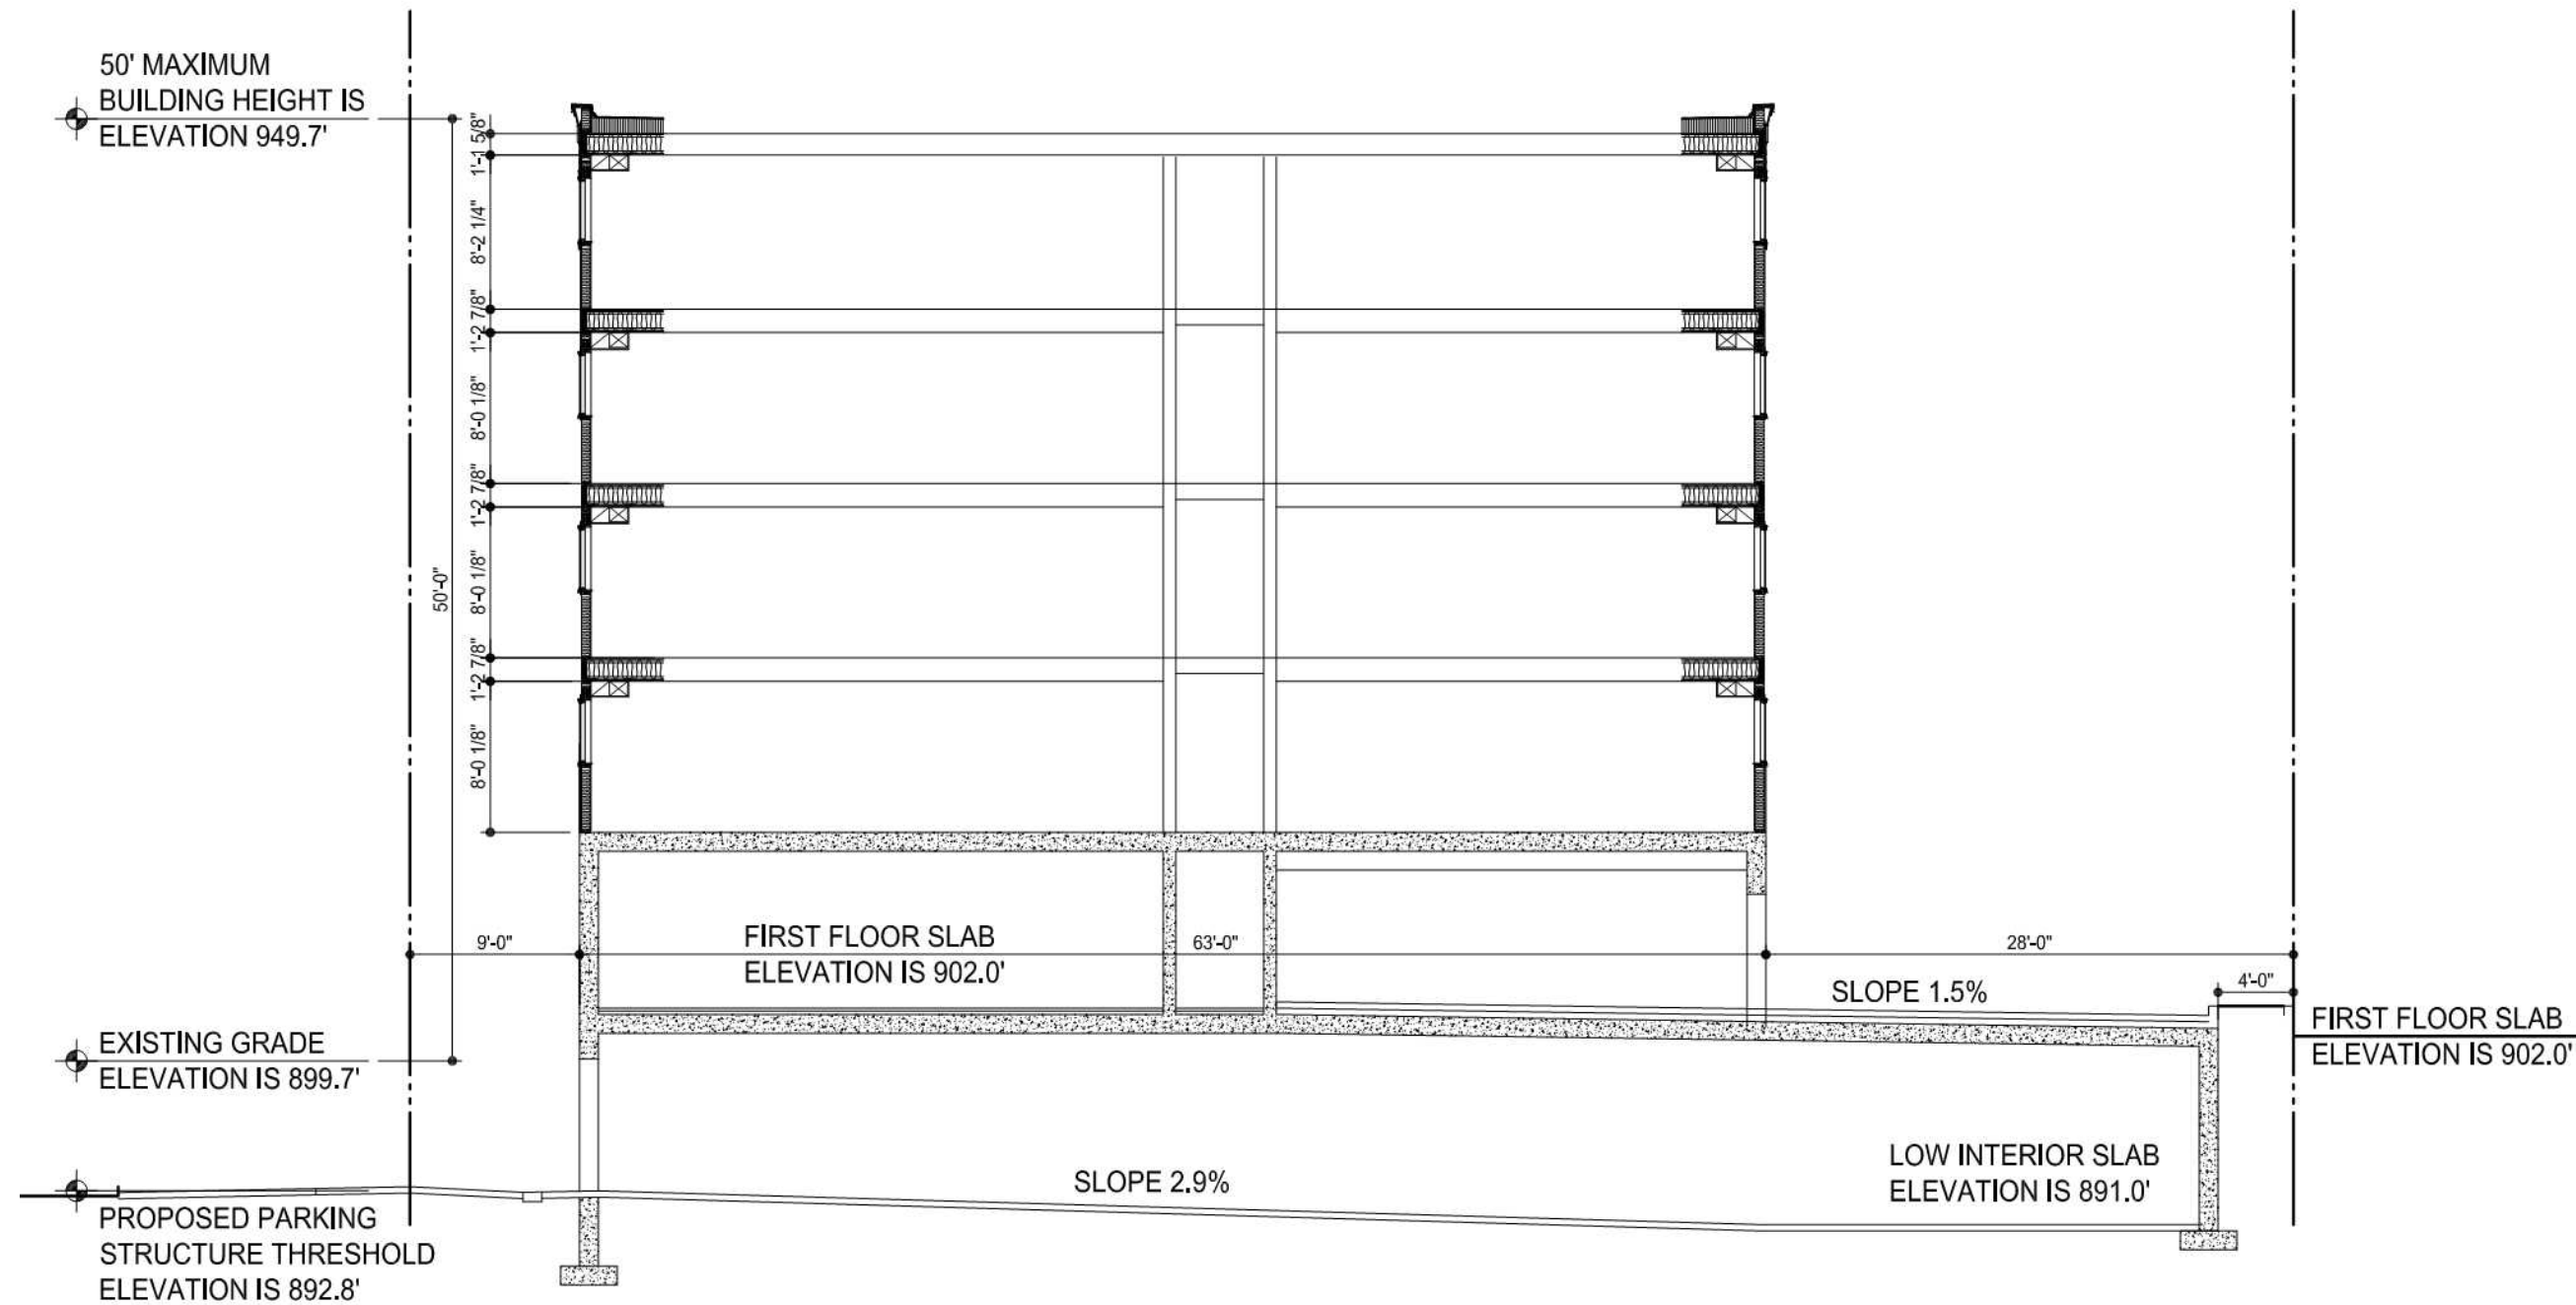 50' MAXIMUM
BUILDING HEIGHT IS
ELEVATION 949.7'
1'-1 5/8"
8'-2 1/4"
1'-2 7/8"
8'-0 1/8"
1'-2 7/8"
8'-0 1/8"
1'-2 7/8"
8'-0 1/8"
50'-0"
9'-0"
FIRST FLOOR SLAB
ELEVATION IS 902.0'
63'-0"
28'-0"
SLOPE 1.5%
4'-0"
FIRST FLOOR SLAB
ELEVATION IS 902.0'
EXISTING GRADE
ELEVATION IS 899.7'
SLOPE 2.9%
LOW INTERIOR SLAB
ELEVATION IS 891.0'
PROPOSED PARKING
STRUCTURE THRESHOLD
ELEVATION IS 892.8'